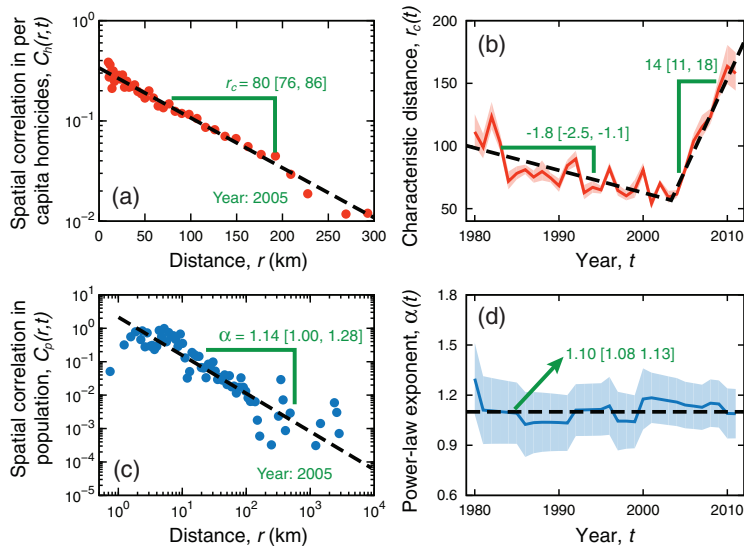 Spatial correlation in per
capita homicides, C_h(r,t)
10^0
10^-1
10^-2
r_c = 80 [76, 86]
(a)
Year: 2005
0 50 100 150 200 250 300
Distance, r (km)
Characteristic distance, r_c(t)
200
150
100
50
(b)
14 [11, 18]
-1.8 [-2.5, -1.1]
1980 1990 2000 2010
Year, t
Spatial correlation in
population, C_p(r,t)
10^1
10^0
10^-1
10^-2
10^-3
10^-4
10^-5
α = 1.14 [1.00, 1.28]
(c)
Year: 2005
10^0 10^1 10^2 10^3 10^4
Distance, r (km)
Power-law exponent, α(t)
1.8
1.5
1.2
0.9
0.6
(d)
1.10 [1.08 1.13]
1980 1990 2000 2010
Year, t